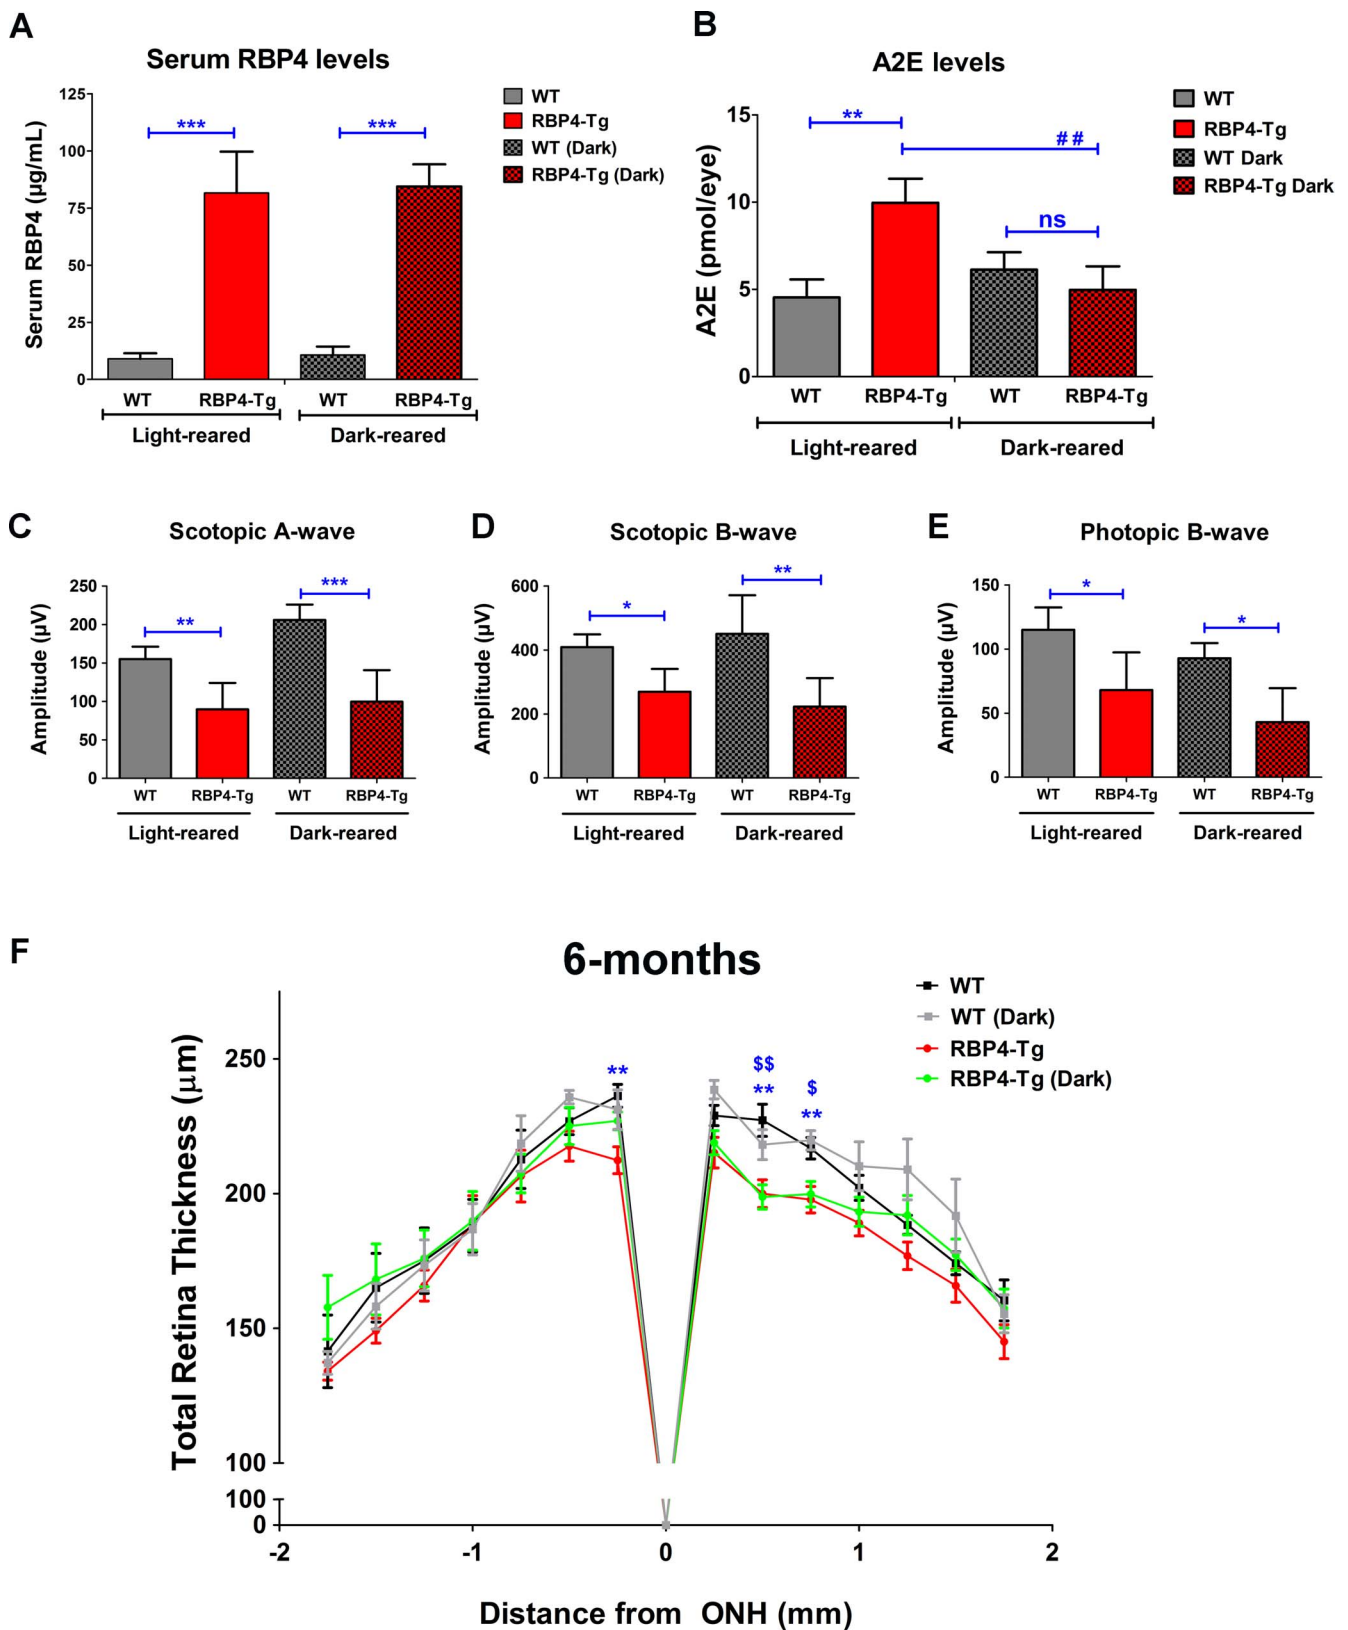 A
Serum RBP4 levels
Serum RBP4 (µg/mL)
125
100
75
50
25
0
***
***
WT
RBP4-Tg
WT
RBP4-Tg
Light-reared
Dark-reared
WT
RBP4-Tg
WT (Dark)
RBP4-Tg (Dark)
B
A2E levels
A2E (pmol/eye)
15
10
5
0
**
##
ns
WT
RBP4-Tg
WT
RBP4-Tg
Light-reared
Dark-reared
WT
RBP4-Tg
WT Dark
RBP4-Tg Dark
C
Scotopic A-wave
Amplitude (µV)
250
200
150
100
50
0
**
***
WT
RBP4-Tg
WT
RBP4-Tg
Light-reared
Dark-reared
D
Scotopic B-wave
Amplitude (µV)
600
400
200
0
*
**
WT
RBP4-Tg
WT
RBP4-Tg
Light-reared
Dark-reared
E
Photopic B-wave
Amplitude (µV)
150
100
50
0
*
*
WT
RBP4-Tg
WT
RBP4-Tg
Light-reared
Dark-reared
F
6-months
Total Retina Thickness (µm)
250
200
150
100
100
0
-2
-1
0
1
2
Distance from ONH (mm)
**
$$
**
$
**
WT
WT (Dark)
RBP4-Tg
RBP4-Tg (Dark)